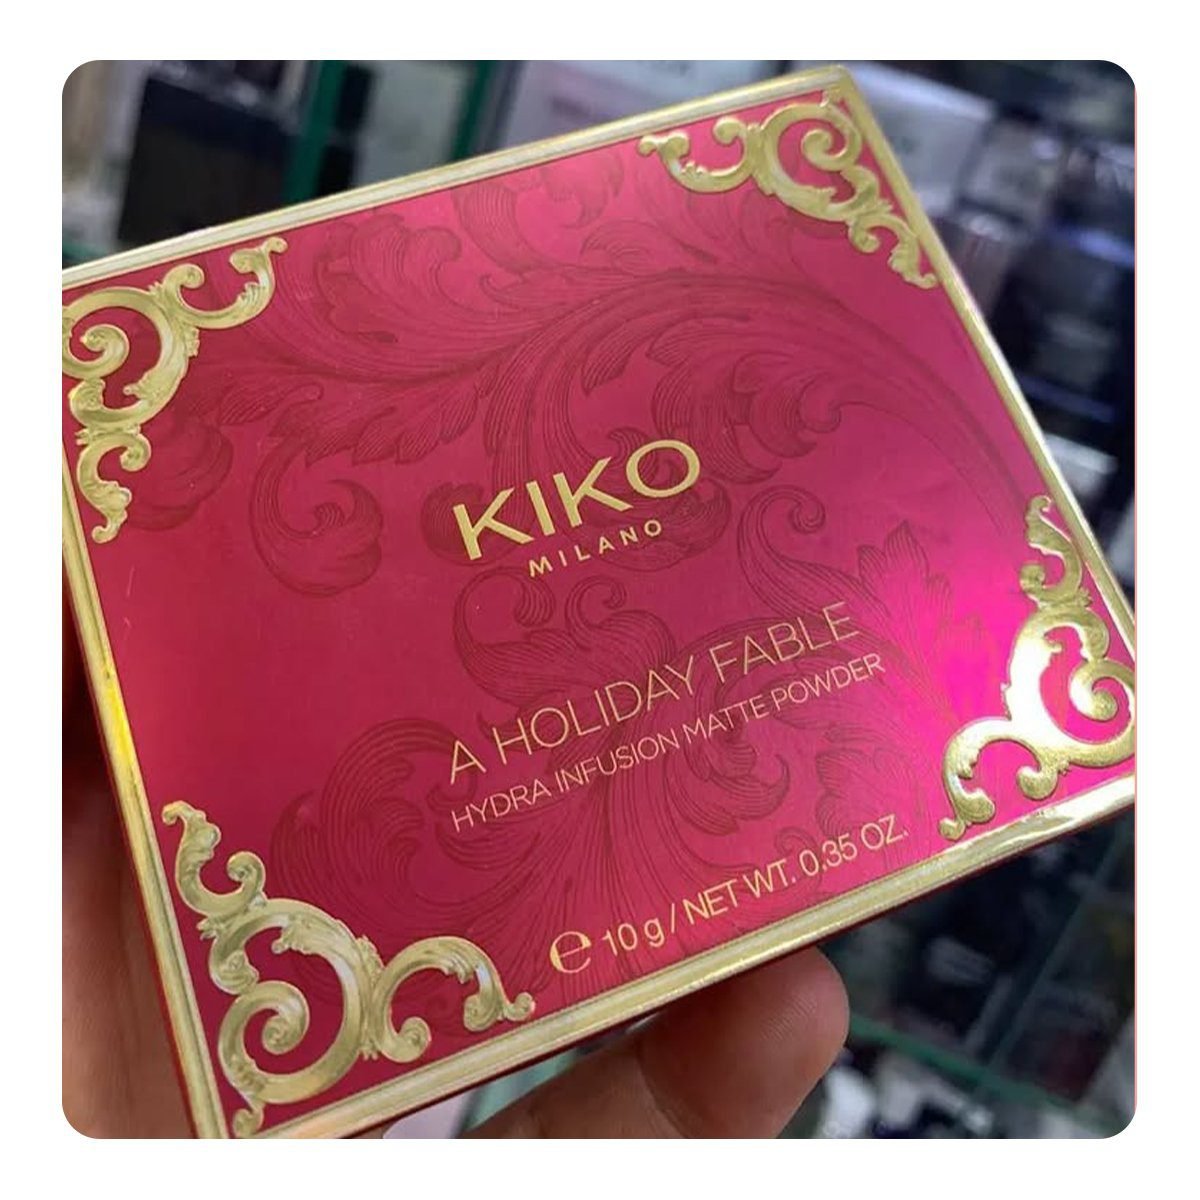 KIKO
MILANO
A HOLIDAY FABLE
HYDRA INFUSION MATTE POWDER
℮ 10 g / NET WT. 0.35 OZ.